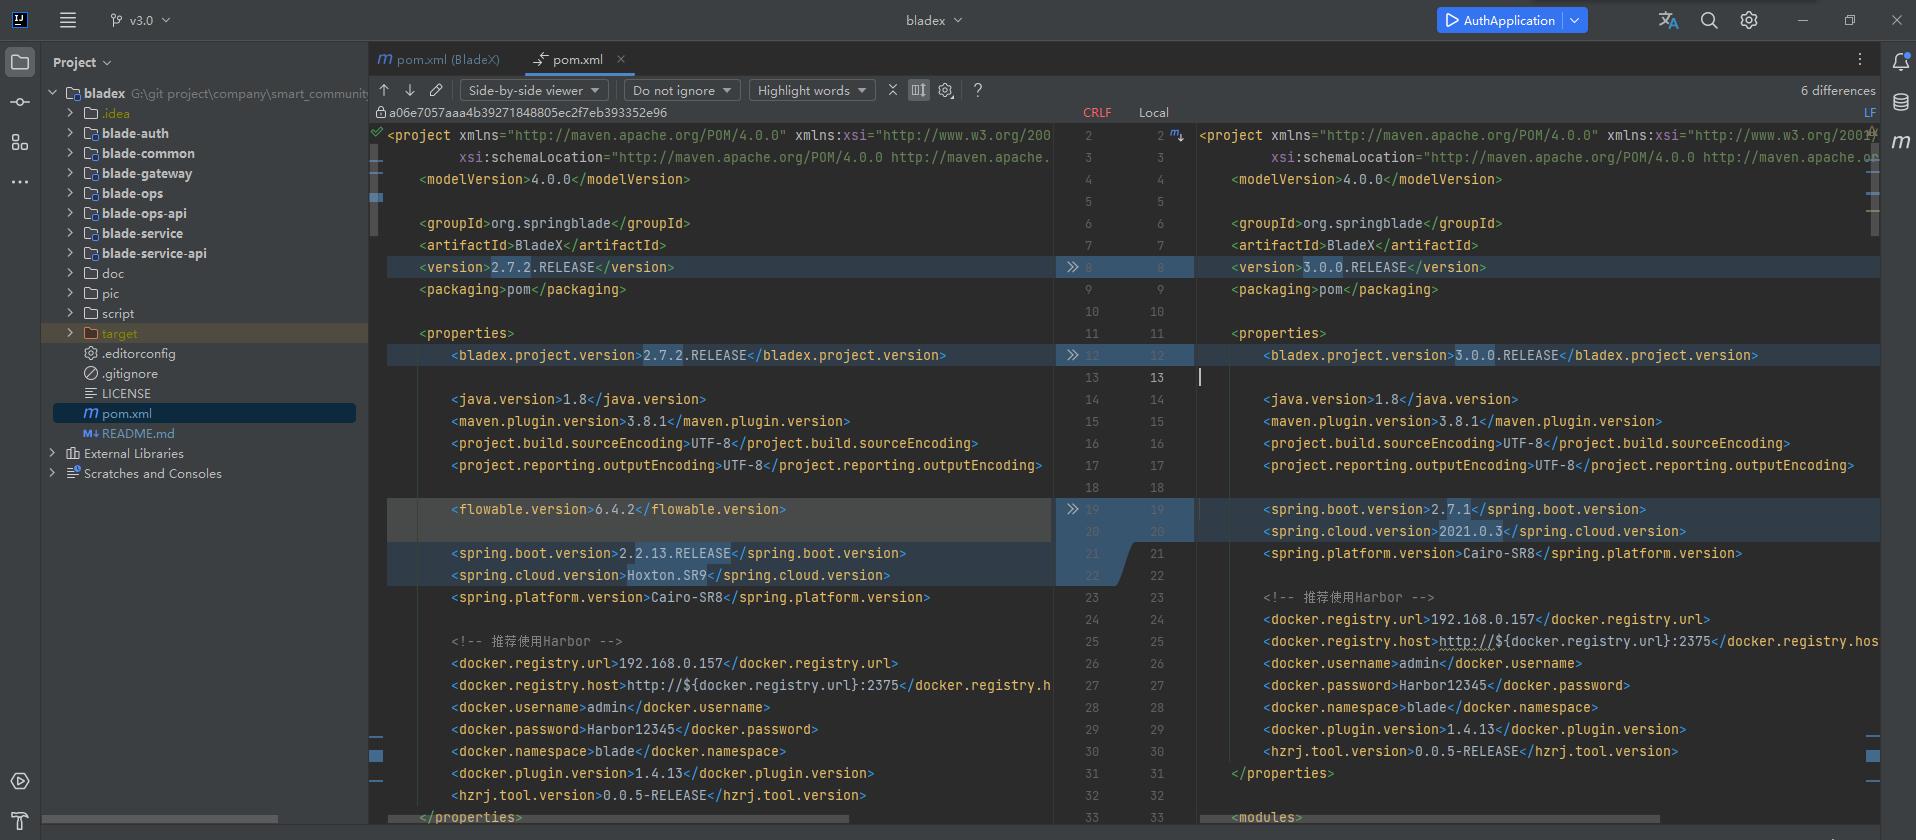 v3.0
bladex
AuthApplication
Project
pom.xml (BladeX)
pom.xml
bladex G:\git project\company\smart_community
.idea
blade-auth
blade-common
blade-gateway
blade-ops
blade-ops-api
blade-service
blade-service-api
doc
pic
script
target
.editorconfig
.gitignore
LICENSE
pom.xml
README.md
External Libraries
Scratches and Consoles
Side-by-side viewer
Do not ignore
Highlight words
?
6 differences
a06e7057aaa4b39271848805ec2f7eb393352e96
CRLF
Local
LF
<project xmlns="http://maven.apache.org/POM/4.0.0" xmlns:xsi="http://www.w3.org/200
xsi:schemaLocation="http://maven.apache.org/POM/4.0.0 http://maven.apache.
<modelVersion>4.0.0</modelVersion>
<groupId>org.springblade</groupId>
<artifactId>BladeX</artifactId>
<version>2.7.2.RELEASE</version>
<packaging>pom</packaging>
<properties>
<bladex.project.version>2.7.2.RELEASE</bladex.project.version>
<java.version>1.8</java.version>
<maven.plugin.version>3.8.1</maven.plugin.version>
<project.build.sourceEncoding>UTF-8</project.build.sourceEncoding>
<project.reporting.outputEncoding>UTF-8</project.reporting.outputEncoding>
<flowable.version>6.4.2</flowable.version>
<spring.boot.version>2.2.13.RELEASE</spring.boot.version>
<spring.cloud.version>Hoxton.SR9</spring.cloud.version>
<spring.platform.version>Cairo-SR8</spring.platform.version>
<!-- 推荐使用Harbor -->
<docker.registry.url>192.168.0.157</docker.registry.url>
<docker.registry.host>http://${docker.registry.url}:2375</docker.registry.h
<docker.username>admin</docker.username>
<docker.password>Harbor12345</docker.password>
<docker.namespace>blade</docker.namespace>
<docker.plugin.version>1.4.13</docker.plugin.version>
<hzrj.tool.version>0.0.5-RELEASE</hzrj.tool.version>
</properties>
2 2
3 3
4 4
5 5
6 6
7 7
8 8
9 9
10 10
11 11
12 12
13 13
14 14
15 15
16 16
17 17
18 18
19 19
20 20
21 21
22 22
23 23
24 24
25 25
26 26
27 27
28 28
29 29
30 30
31 31
32 32
33 33
<project xmlns="http://maven.apache.org/POM/4.0.0" xmlns:xsi="http://www.w3.org/2001/
xsi:schemaLocation="http://maven.apache.org/POM/4.0.0 http://maven.apache.or
<modelVersion>4.0.0</modelVersion>
<groupId>org.springblade</groupId>
<artifactId>BladeX</artifactId>
<version>3.0.0.RELEASE</version>
<packaging>pom</packaging>
<properties>
<bladex.project.version>3.0.0.RELEASE</bladex.project.version>
<java.version>1.8</java.version>
<maven.plugin.version>3.8.1</maven.plugin.version>
<project.build.sourceEncoding>UTF-8</project.build.sourceEncoding>
<project.reporting.outputEncoding>UTF-8</project.reporting.outputEncoding>
<spring.boot.version>2.7.1</spring.boot.version>
<spring.cloud.version>2021.0.3</spring.cloud.version>
<spring.platform.version>Cairo-SR8</spring.platform.version>
<!-- 推荐使用Harbor -->
<docker.registry.url>192.168.0.157</docker.registry.url>
<docker.registry.host>http://${docker.registry.url}:2375</docker.registry.hos
<docker.username>admin</docker.username>
<docker.password>Harbor12345</docker.password>
<docker.namespace>blade</docker.namespace>
<docker.plugin.version>1.4.13</docker.plugin.version>
<hzrj.tool.version>0.0.5-RELEASE</hzrj.tool.version>
</properties>
<modules>